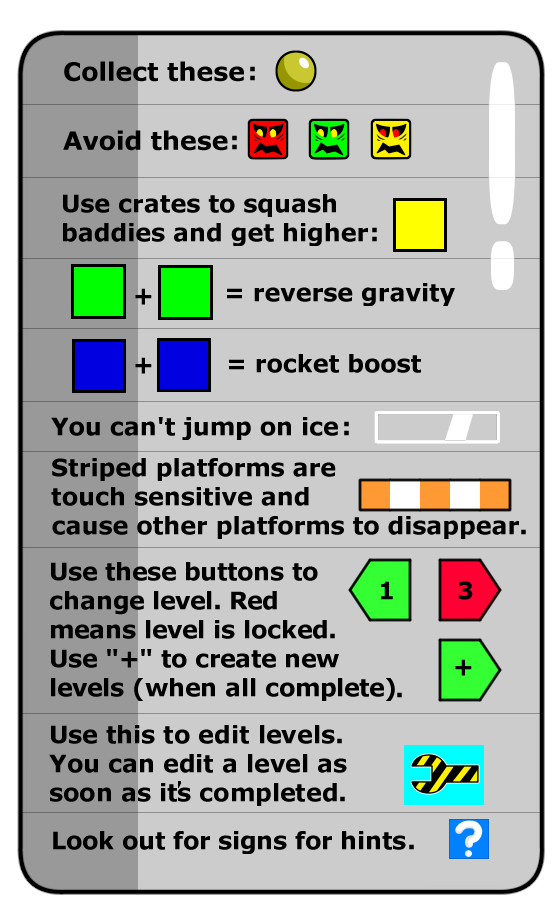 Collect these:
Avoid these:
Use crates to squash
baddies and get higher:
+ = reverse gravity
+ = rocket boost
You can't jump on ice:
Striped platforms are
touch sensitive and
cause other platforms to disappear.
Use these buttons to
change level. Red
means level is locked.
1 3
Use "+" to create new
levels (when all complete).
+
Use this to edit levels.
You can edit a level as
soon as it's completed.
Look out for signs for hints.
?